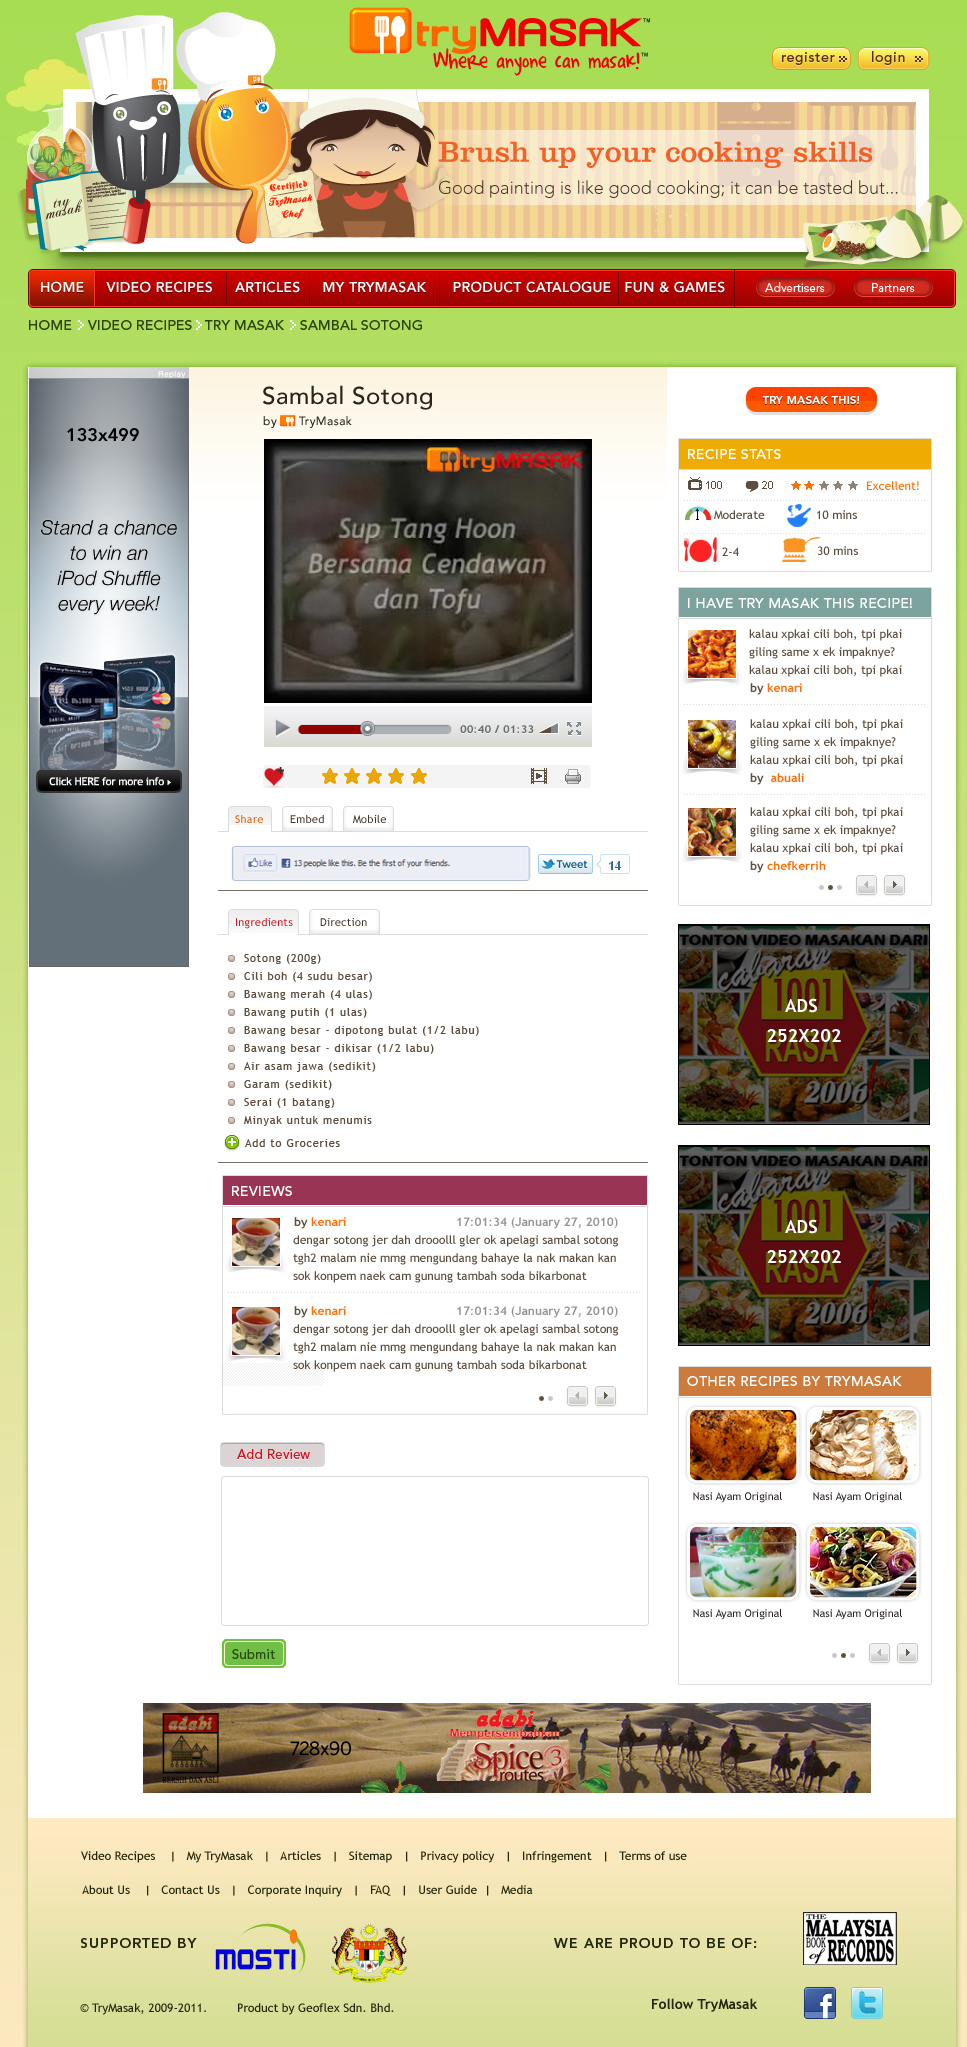 tryMASAK™
Where anyone can masak!™
register
login
try masak
Certified
TryMasak
Chef
Brush up your cooking skills
Good painting is like good cooking; it can be tasted but...
HOME VIDEO RECIPES ARTICLES MY TRYMASAK PRODUCT CATALOGUE FUN & GAMES Advertisers Partners
HOME VIDEO RECIPES TRY MASAK SAMBAL SOTONG
Replay
133x499
Stand a chance
to win an
iPod Shuffle
every week!
Click HERE for more info
Sambal Sotong
by TryMasak
tryMASAK
Sup Tang Hoon
Bersama Cendawan
dan Tofu
00:40 / 01:33
Share Embed Mobile
Like 13 people like this. Be the first of your friends.
Tweet 14
Ingredients Direction
Sotong (200g)
Cili boh (4 sudu besar)
Bawang merah (4 ulas)
Bawang putih (1 ulas)
Bawang besar - dipotong bulat (1/2 labu)
Bawang besar - dikisar (1/2 labu)
Air asam jawa (sedikit)
Garam (sedikit)
Serai (1 batang)
Minyak untuk menumis
Add to Groceries
REVIEWS
by kenari 17:01:34 (January 27, 2010)
dengar sotong jer dah drooolll gler ok apelagi sambal sotong
tgh2 malam nie mmg mengundang bahaye la nak makan kan
sok konpem naek cam gunung tambah soda bikarbonat
by kenari 17:01:34 (January 27, 2010)
dengar sotong jer dah drooolll gler ok apelagi sambal sotong
tgh2 malam nie mmg mengundang bahaye la nak makan kan
sok konpem naek cam gunung tambah soda bikarbonat
Add Review
Submit
TRY MASAK THIS!
RECIPE STATS
100 20 Excellent!
Moderate 10 mins
2-4 30 mins
I HAVE TRY MASAK THIS RECIPE!
kalau xpkai cili boh, tpi pkai
giling same x ek impaknye?
kalau xpkai cili boh, tpi pkai
by kenari
kalau xpkai cili boh, tpi pkai
giling same x ek impaknye?
kalau xpkai cili boh, tpi pkai
by abuali
kalau xpkai cili boh, tpi pkai
giling same x ek impaknye?
kalau xpkai cili boh, tpi pkai
by chefkerrih
TONTON VIDEO MASAKAN DARI
cabaran
1001
RASA
2006
ADS
252X202
TONTON VIDEO MASAKAN DARI
cabaran
1001
RASA
2006
ADS
252X202
OTHER RECIPES BY TRYMASAK
Nasi Ayam Original Nasi Ayam Original
Nasi Ayam Original Nasi Ayam Original
adabi
BERSIH DAN ASLI
728x90
adabi
Mempersembahkan
Spice 3
routes
Video Recipes | My TryMasak | Articles | Sitemap | Privacy policy | Infringement | Terms of use
About Us | Contact Us | Corporate Inquiry | FAQ | User Guide | Media
SUPPORTED BY
MOSTI
WE ARE PROUD TO BE OF:
THE
MALAYSIA
BOOK of
RECORDS
© TryMasak, 2009-2011. Product by Geoflex Sdn. Bhd.
Follow TryMasak